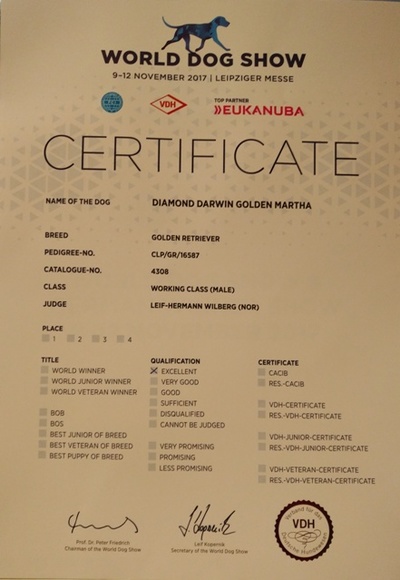 WORLD DOG SHOW
9–12 NOVEMBER 2017 | LEIPZIGER MESSE
VDH
TOP PARTNER
»EUKANUBA
CERTIFICATE
NAME OF THE DOG DIAMOND DARWIN GOLDEN MARTHA
BREED GOLDEN RETRIEVER
PEDIGREE-NO. CLP/GR/16587
CATALOGUE-NO. 4308
CLASS WORKING CLASS (MALE)
JUDGE LEIF-HERMANN WILBERG (NOR)
PLACE
1 2 3 4
TITLE
WORLD WINNER
WORLD JUNIOR WINNER
WORLD VETERAN WINNER
BOB
BOS
BEST JUNIOR OF BREED
BEST VETERAN OF BREED
BEST PUPPY OF BREED
QUALIFICATION
EXCELLENT
VERY GOOD
GOOD
SUFFICIENT
DISQUALIFIED
CANNOT BE JUDGED
VERY PROMISING
PROMISING
LESS PROMISING
CERTIFICATE
CACIB
RES.-CACIB
VDH-CERTIFICATE
RES.-VDH-CERTIFICATE
VDH-JUNIOR-CERTIFICATE
RES.-VDH-JUNIOR-CERTIFICATE
VDH-VETERAN-CERTIFICATE
RES.-VDH-VETERAN-CERTIFICATE
Prof. Dr. Peter Friedrich
Chairman of the World Dog Show
Leif Kopernik
Secretary of the World Dog Show
Verband für das
VDH
Deutsche Hundewesen